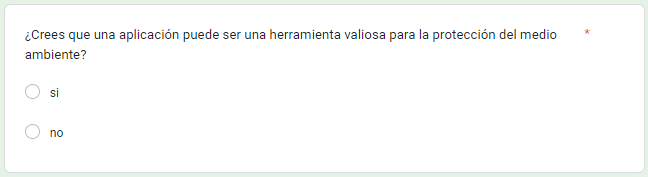 ¿Crees que una aplicación puede ser una herramienta valiosa para la protección del medio *
ambiente?
si
no